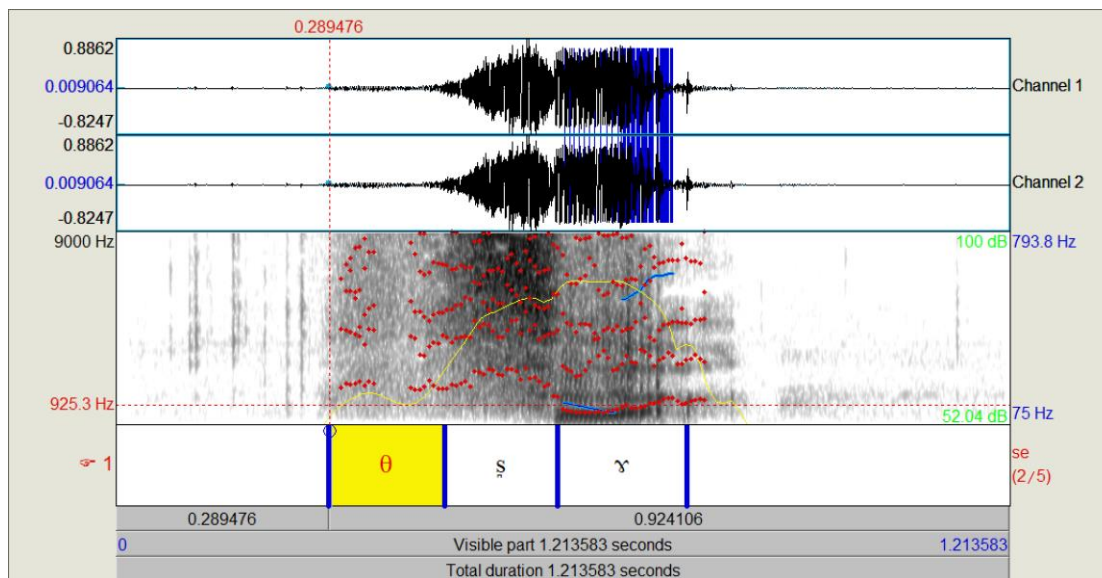 0.289476
0.8862
0.009064
-0.8247
Channel 1
0.8862
0.009064
-0.8247
Channel 2
9000 Hz
100 dB 793.8 Hz
925.3 Hz
52.04 dB 75 Hz
☞ 1 θ s̪ ɤ se
(2/5)
0.289476 0.924106
0 Visible part 1.213583 seconds 1.213583
Total duration 1.213583 seconds